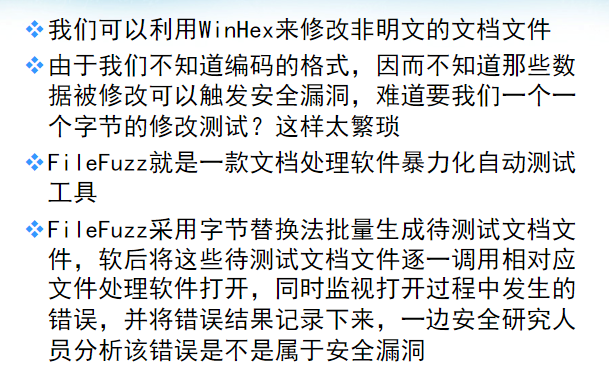 我们可以利用WinHex来修改非明文的文档文件
由于我们不知道编码的格式，因而不知道那些数
据被修改可以触发安全漏洞，难道要我们一个一
个字节的修改测试？这样太繁琐
FileFuzz就是一款文档处理软件暴力化自动测试
工具
FileFuzz采用字节替换法批量生成待测试文档文
件，软后将这些待测试文档文件逐一调用相对应
文件处理软件打开，同时监视打开过程中发生的
错误，并将错误结果记录下来，一边安全研究人
员分析该错误是不是属于安全漏洞